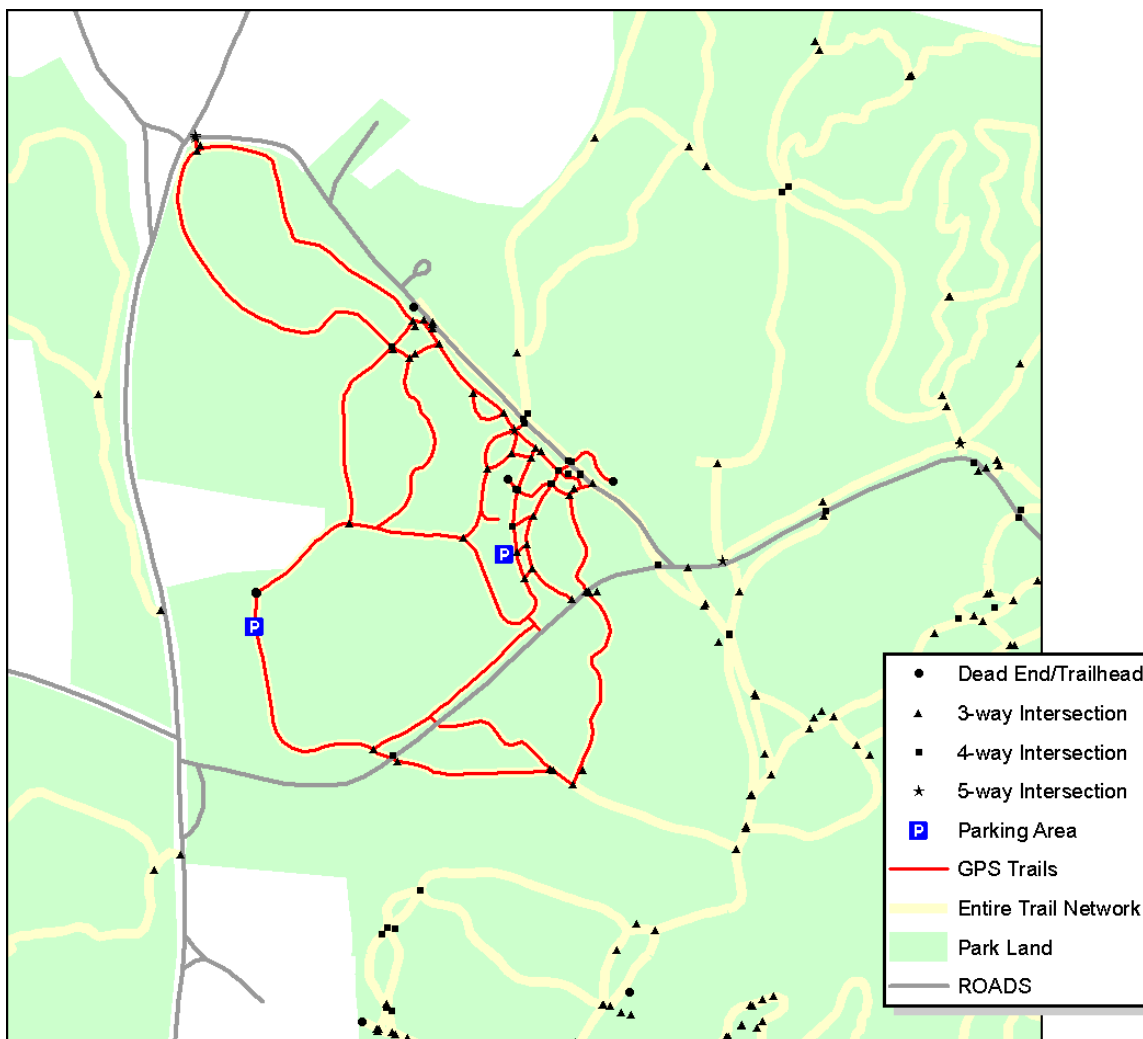 P
P
Dead End/Trailhead
3-way Intersection
4-way Intersection
5-way Intersection
P Parking Area
GPS Trails
Entire Trail Network
Park Land
ROADS